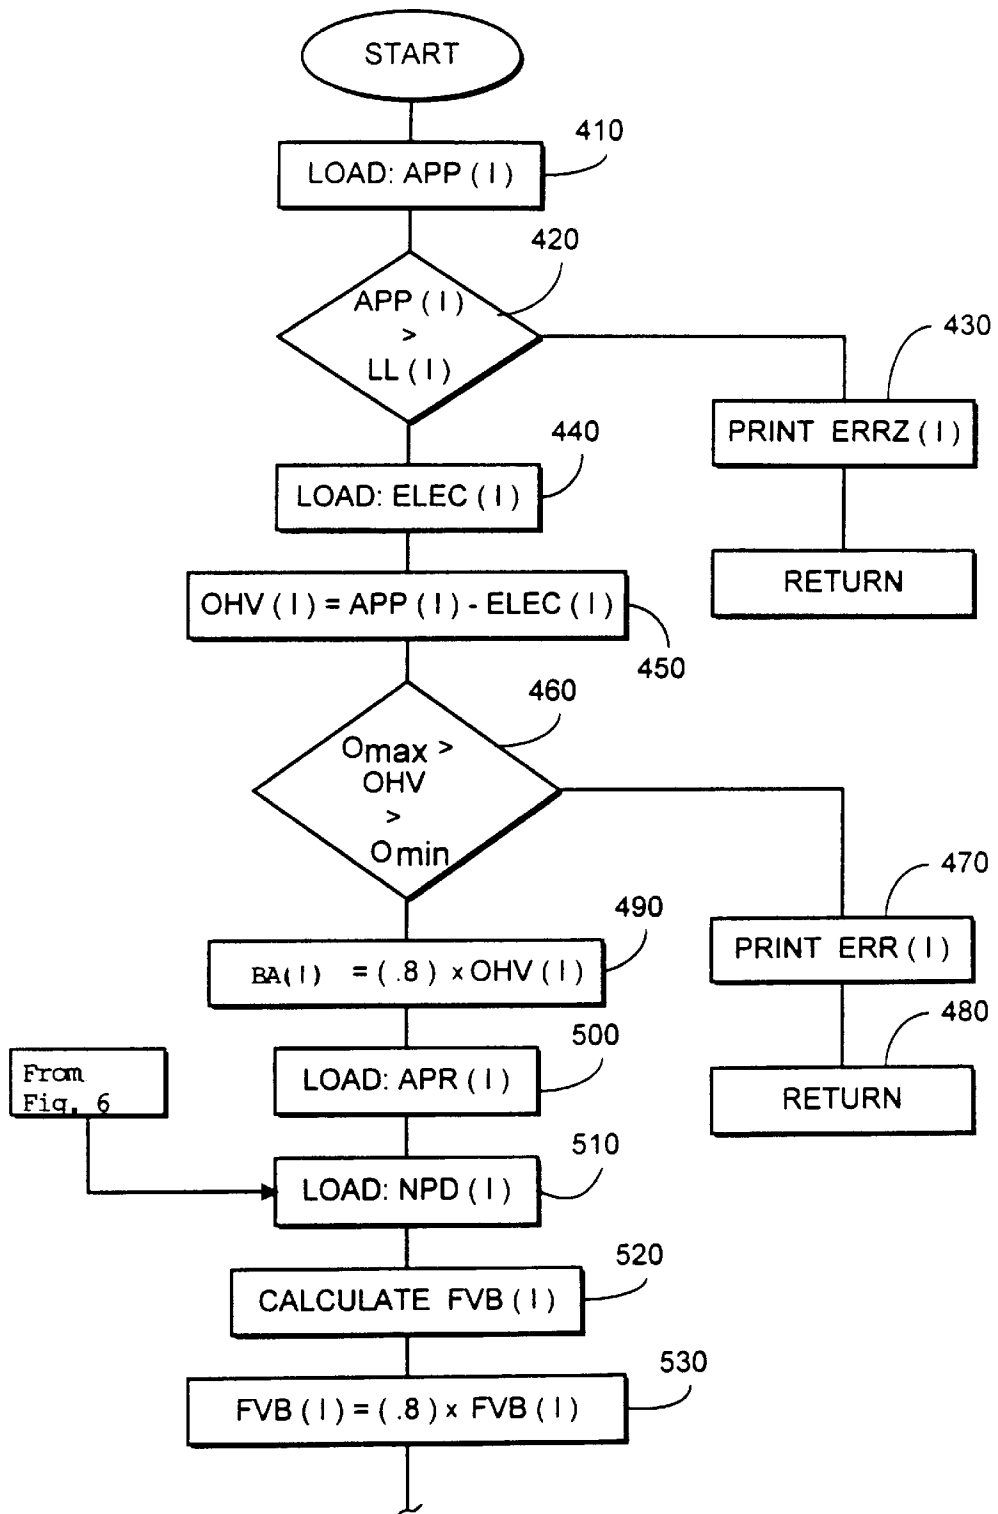 START
410
LOAD: APP ( I )
420
APP ( I )
>
LL ( I )
430
PRINT ERRZ ( I )
440
LOAD: ELEC ( I )
RETURN
OHV ( I ) = APP ( I ) - ELEC ( I )
450
460
Omax >
OHV
>
Omin
470
PRINT ERR ( I )
490
BA( I ) = ( .8 ) x OHV ( I )
480
RETURN
500
LOAD: APR ( I )
From
Fig. 6
510
LOAD: NPD ( I )
520
CALCULATE FVB ( I )
530
FVB ( I ) = ( .8 ) x FVB ( I )